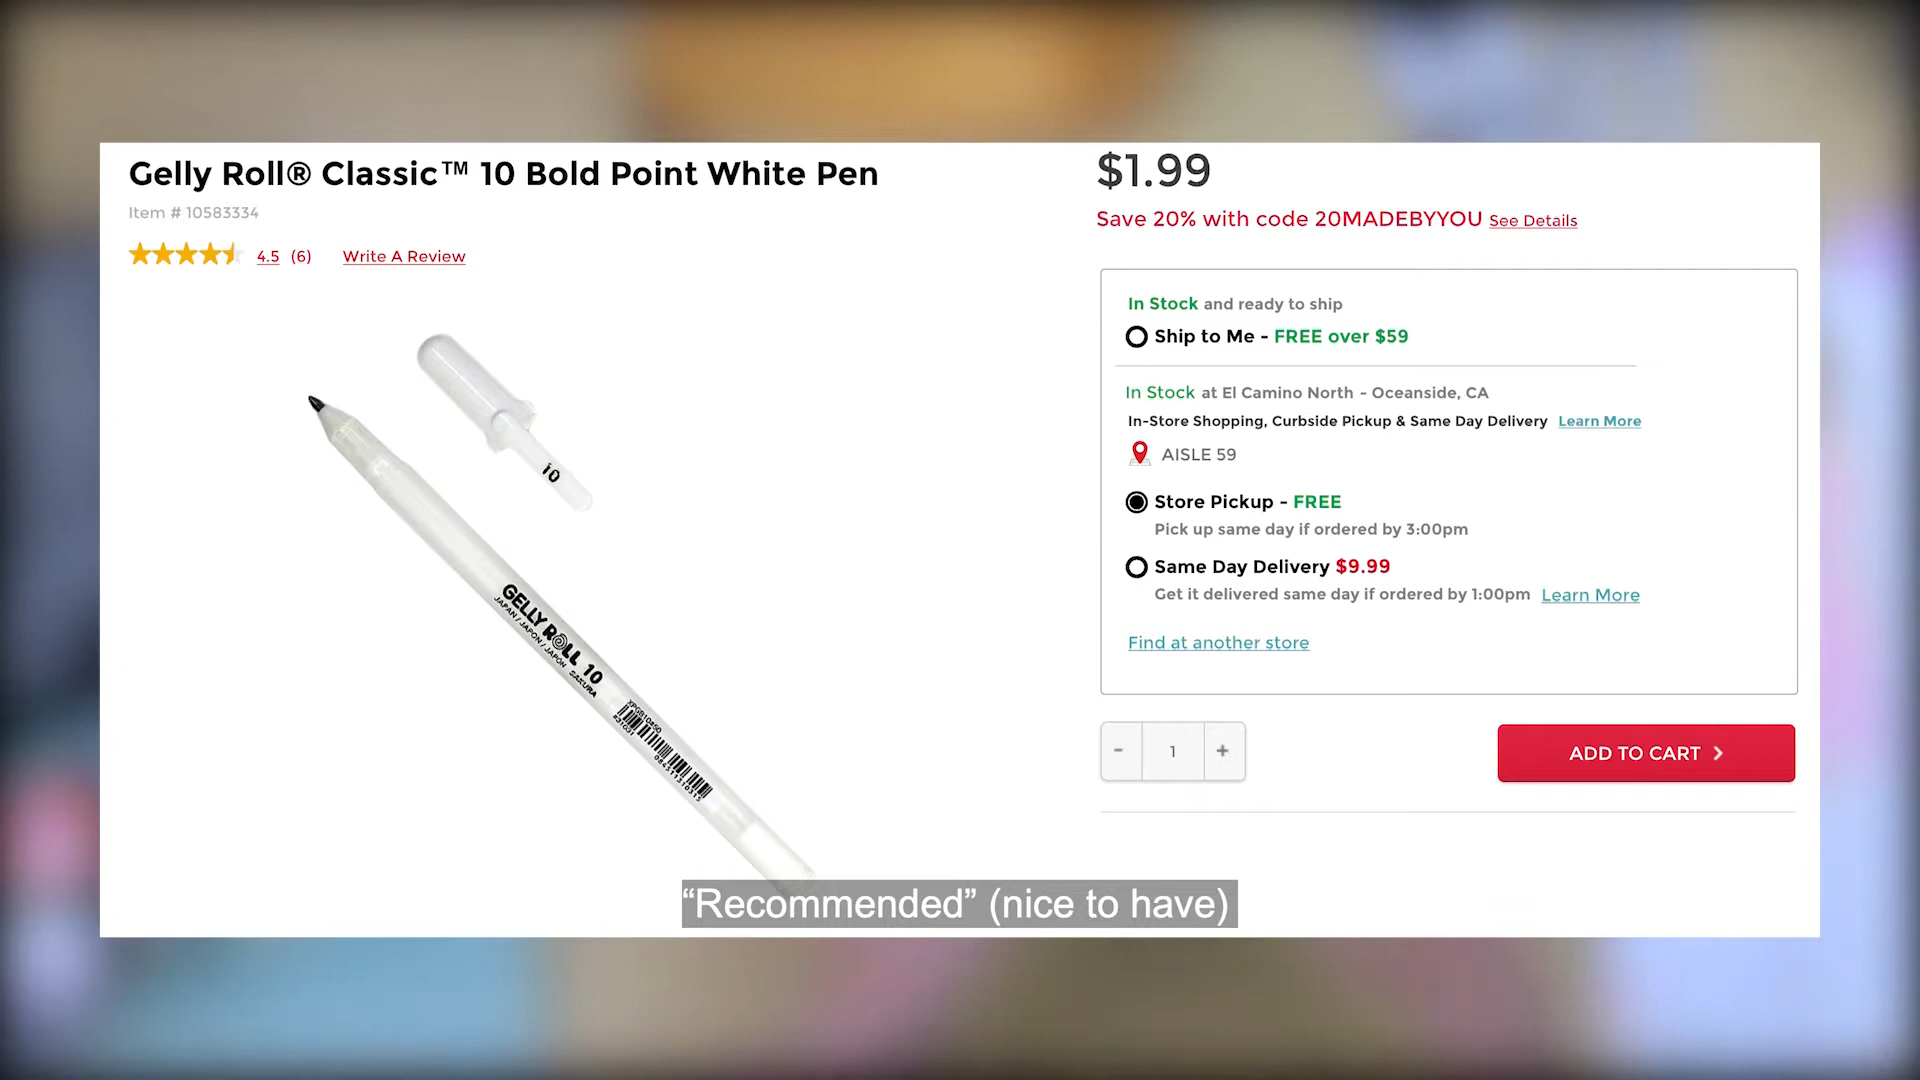 Gelly Roll® Classic™ 10 Bold Point White Pen
Item # 10583334
4.5 (6) Write A Review
$1.99
Save 20% with code 20MADEBYYOU See Details
In Stock and ready to ship
Ship to Me - FREE over $59
In Stock at El Camino North - Oceanside, CA
In-Store Shopping, Curbside Pickup & Same Day Delivery Learn More
AISLE 59
Store Pickup - FREE
Pick up same day if ordered by 3:00pm
Same Day Delivery $9.99
Get it delivered same day if ordered by 1:00pm Learn More
Find at another store
- 1 +
ADD TO CART
10
GELLY ROLL 10
JAPAN / JAPON / JAPÓN SAKURA
“Recommended” (nice to have)